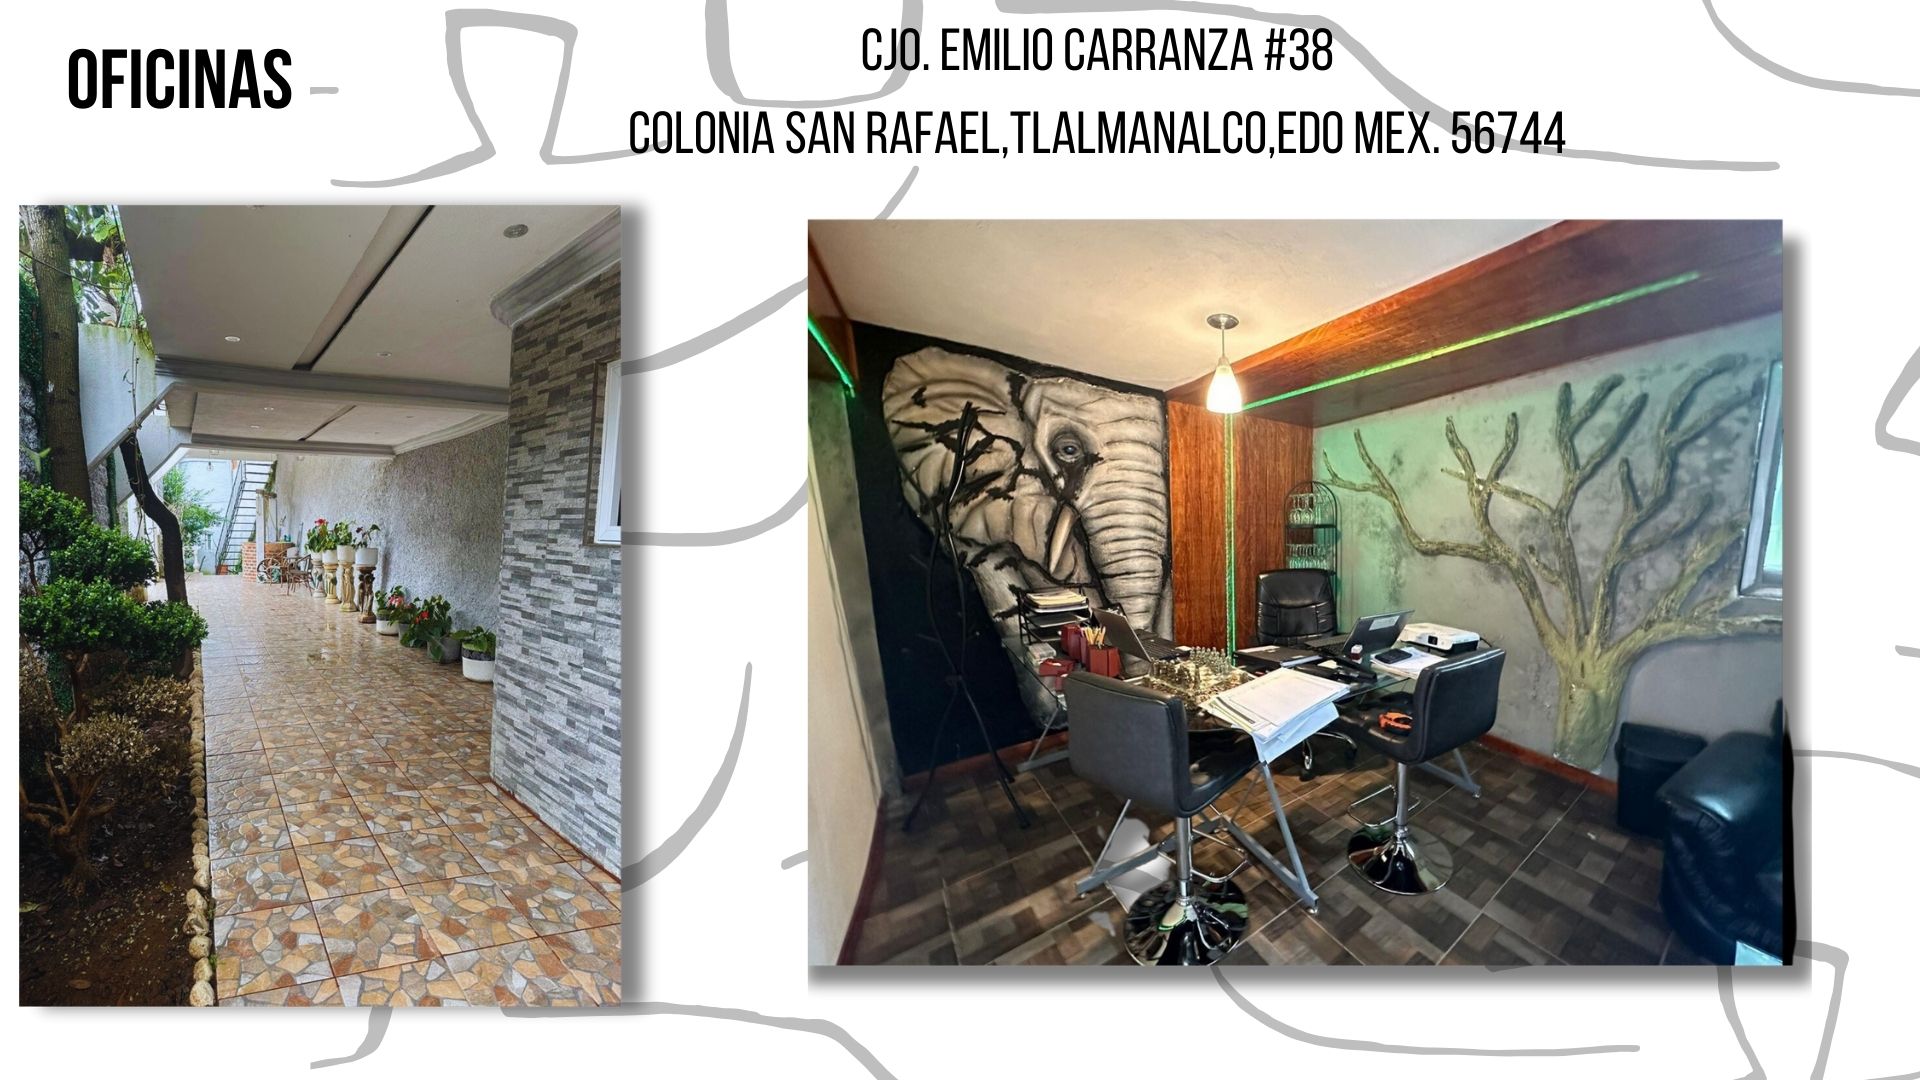 OFICINAS
CJO. EMILIO CARRANZA #38
COLONIA SAN RAFAEL,TLALMANALCO,EDO MEX. 56744